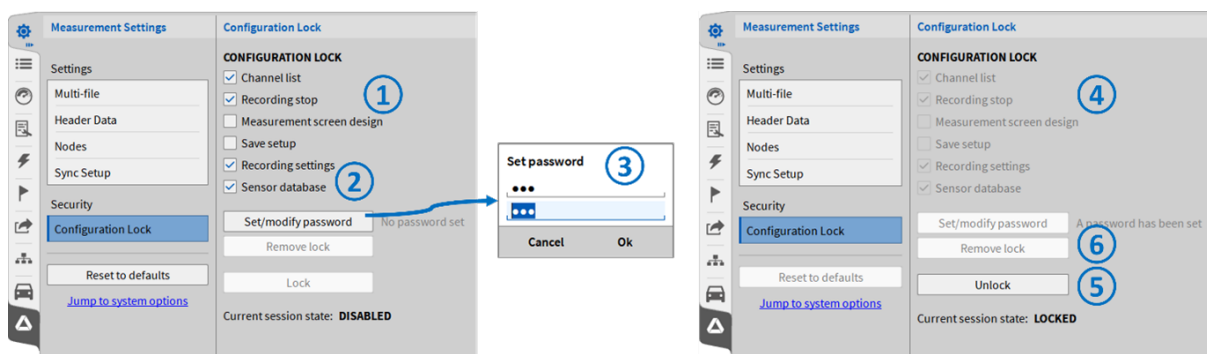 Measurement Settings
Configuration Lock
Settings
Multi-file
Header Data
Nodes
Sync Setup
Security
Configuration Lock
Reset to defaults
Jump to system options
CONFIGURATION LOCK
Channel list
Recording stop
1
Measurement screen design
Save setup
Recording settings
2
Sensor database
Set/modify password
No password set
Remove lock
Lock
Current session state: DISABLED
Set password
3
Cancel
Ok
Measurement Settings
Configuration Lock
Settings
Multi-file
Header Data
Nodes
Sync Setup
Security
Configuration Lock
Reset to defaults
Jump to system options
CONFIGURATION LOCK
Channel list
Recording stop
4
Measurement screen design
Save setup
Recording settings
Sensor database
Set/modify password
A password has been set
Remove lock
6
Unlock
5
Current session state: LOCKED